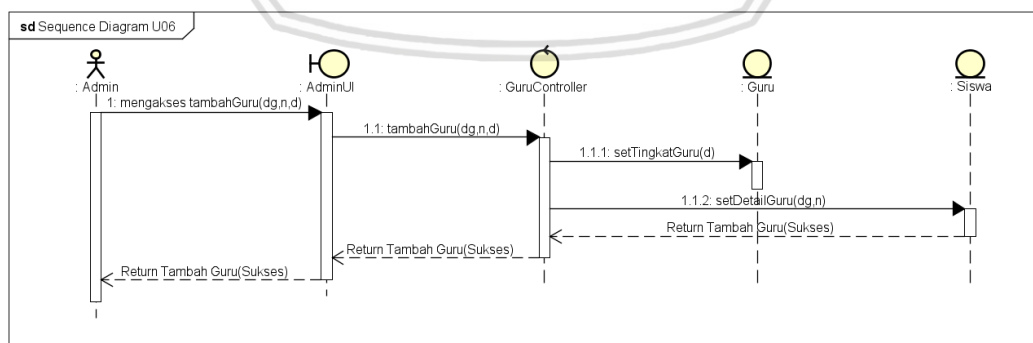 sd Sequence Diagram U06
: Admin
: AdminUI
: GuruController
: Guru
: Siswa
1: mengakses tambahGuru(dg,n,d)
1.1: tambahGuru(dg,n,d)
1.1.1: setTingkatGuru(d)
1.1.2: setDetailGuru(dg,n)
Return Tambah Guru(Sukses)
Return Tambah Guru(Sukses)
Return Tambah Guru(Sukses)